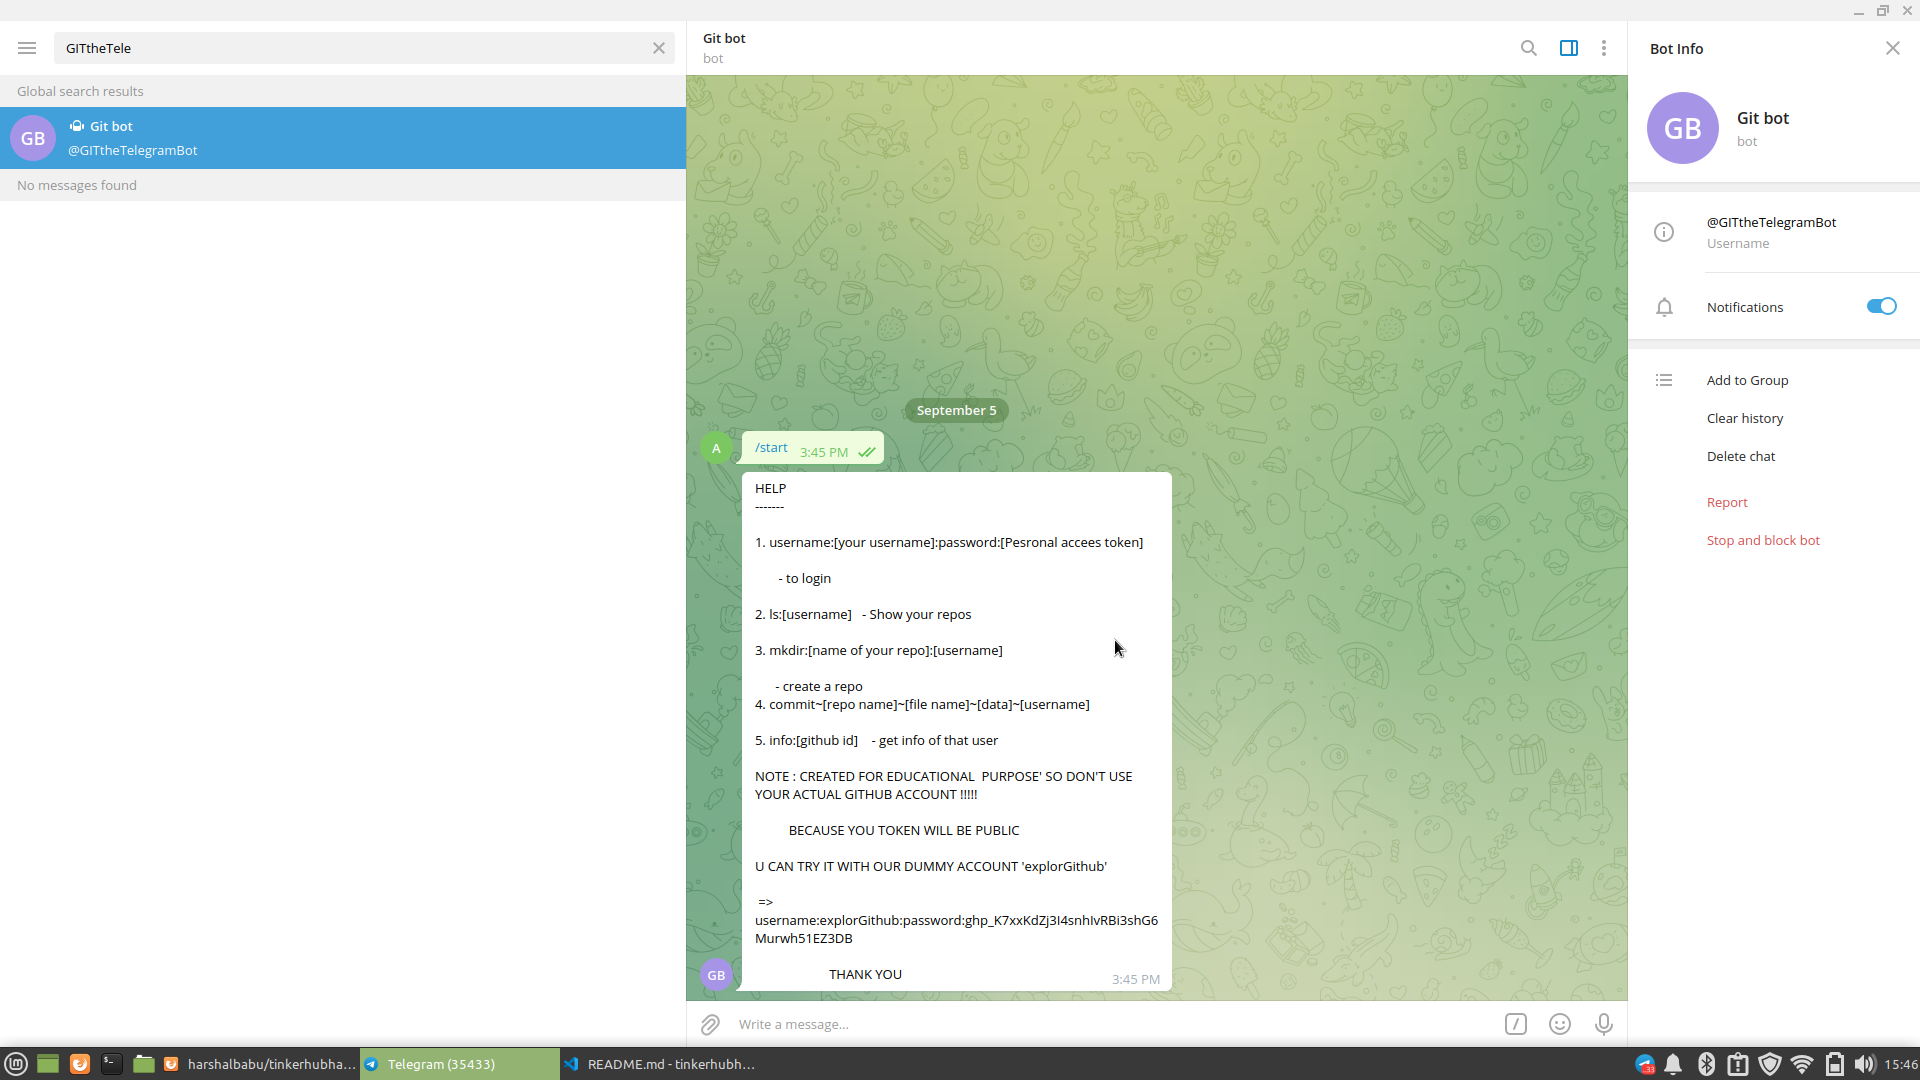 GITtheTele
Global search results
GB
Git bot
@GITtheTelegramBot
No messages found
Git bot
bot
September 5
A
/start 3:45 PM
HELP
-------
1. username:[your username]:password:[Pesronal accees token]
- to login
2. ls:[username] - Show your repos
3. mkdir:[name of your repo]:[username]
- create a repo
4. commit~[repo name]~[file name]~[data]~[username]
5. info:[github id] - get info of that user
NOTE : CREATED FOR EDUCATIONAL PURPOSE' SO DON'T USE
YOUR ACTUAL GITHUB ACCOUNT !!!!!
BECAUSE YOU TOKEN WILL BE PUBLIC
U CAN TRY IT WITH OUR DUMMY ACCOUNT 'explorGithub'
=>
username:explorGithub:password:ghp_K7xxKdZj3I4snhIvRBi3shG6
Murwh51EZ3DB
THANK YOU
3:45 PM
GB
Write a message...
Bot Info
GB
Git bot
bot
@GITtheTelegramBot
Username
Notifications
Add to Group
Clear history
Delete chat
Report
Stop and block bot
harshalbabu/tinkerhubha...
Telegram (35433)
README.md - tinkerhubh...
15:46